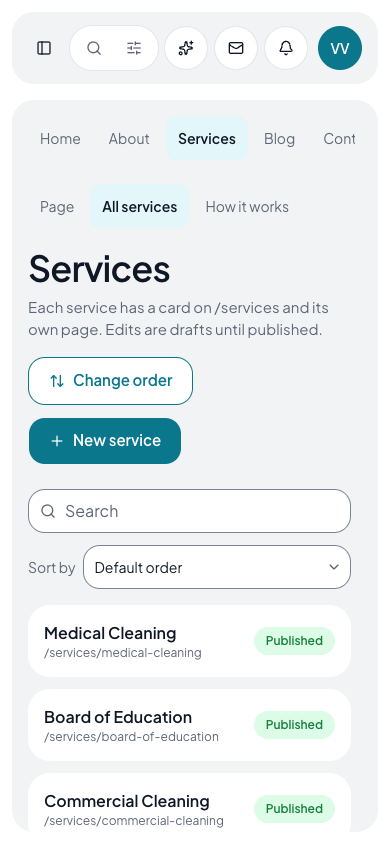 VV
Home About Services Blog Cont
Page All services How it works
Services
Each service has a card on /services and its
own page. Edits are drafts until published.
Change order
New service
Search
Sort by Default order
Medical Cleaning
/services/medical-cleaning
Published
Board of Education
/services/board-of-education
Published
Commercial Cleaning
/services/commercial-cleaning
Published